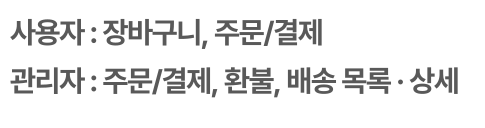 사용자 : 장바구니, 주문/결제
관리자 : 주문/결제, 환불, 배송 목록 · 상세